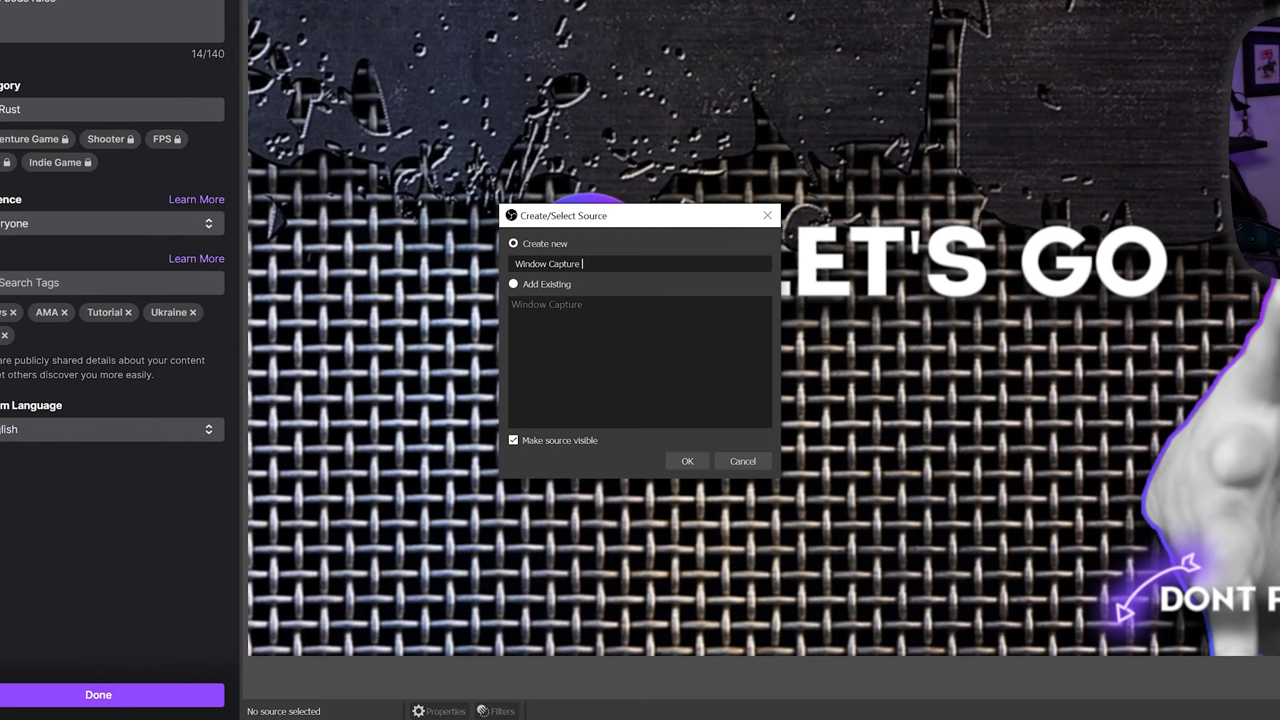 14/140
gory
Rust
enture Game
Shooter
FPS
Indie Game
ence
Learn More
ryone
Learn More
Search Tags
s ×
AMA ×
Tutorial ×
Ukraine ×
×
are publicly shared details about your content
et others discover you more easily.
m Language
lish
Done
Create/Select Source
Create new
Window Capture
Add Existing
Window Capture
Make source visible
OK
Cancel
LET'S GO
DONT
No source selected
Properties
Filters